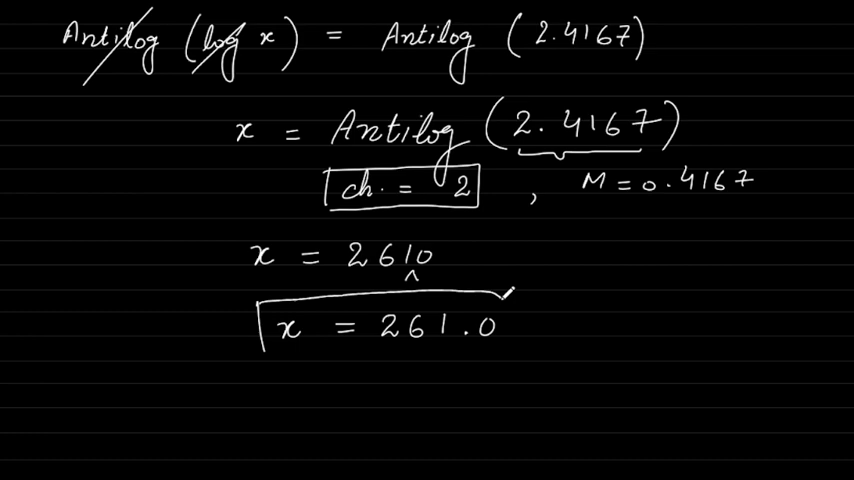 Antilog (log x) = Antilog (2.4167)
x = Antilog (2.4167)
ch. = 2 , M = 0.4167
x = 2610
^
x = 261.0